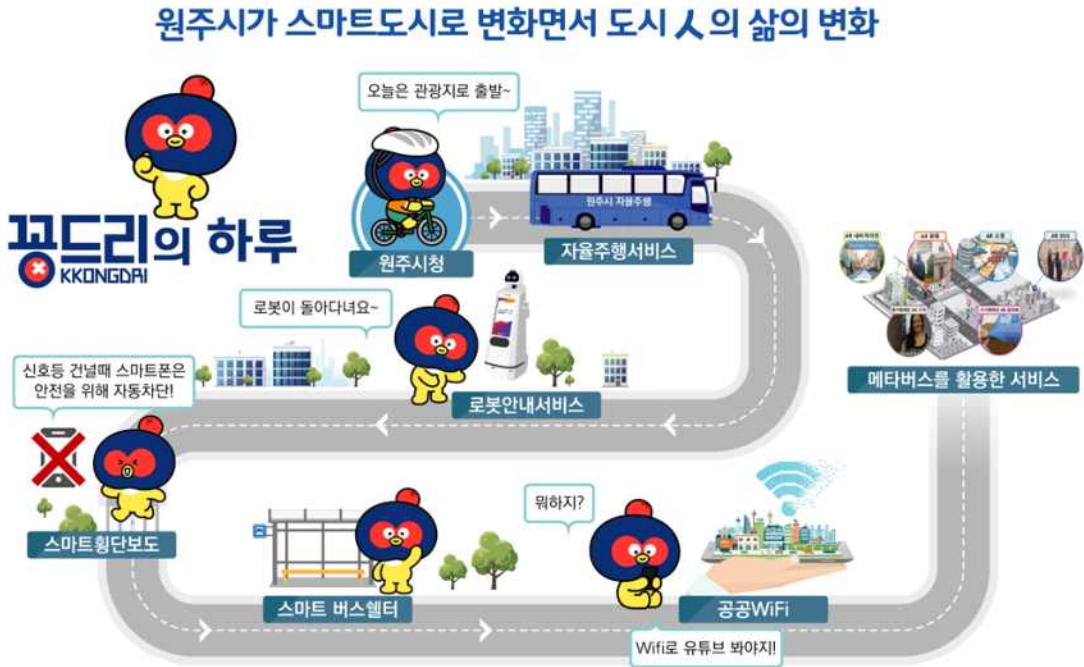 원주시가 스마트도시로 변화면서 도시 人의 삶의 변화
꽁드리의 하루
KKONGDRI
오늘은 관광지로 출발~
원주시청
원주시 자율주행
자율주행서비스
로봇이 돌아다녀요~
로봇안내서비스
신호등 건널때 스마트폰은
안전을 위해 자동차단!
스마트횡단보도
스마트 버스쉘터
뭐하지?
공공WiFi
Wifi로 유튜브 봐야지!
메타버스를 활용한 서비스